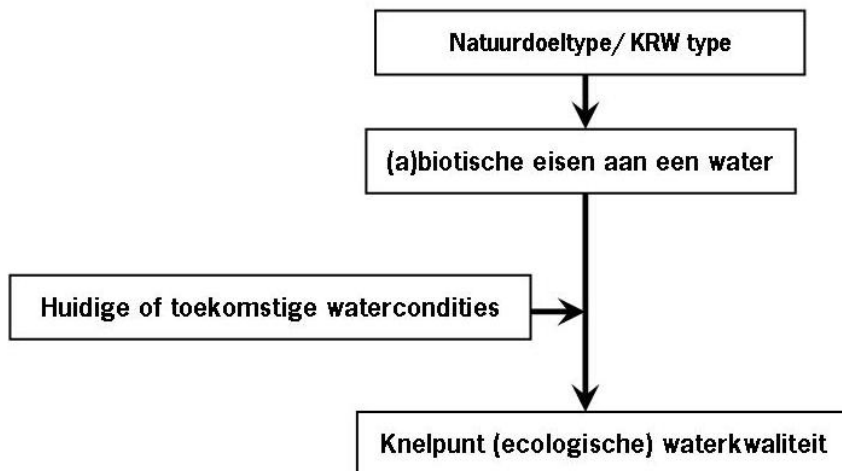 Natuurdoeltype/ KRW type
(a)biotische eisen aan een water
Huidige of toekomstige watercondities
Knelpunt (ecologische) waterkwaliteit